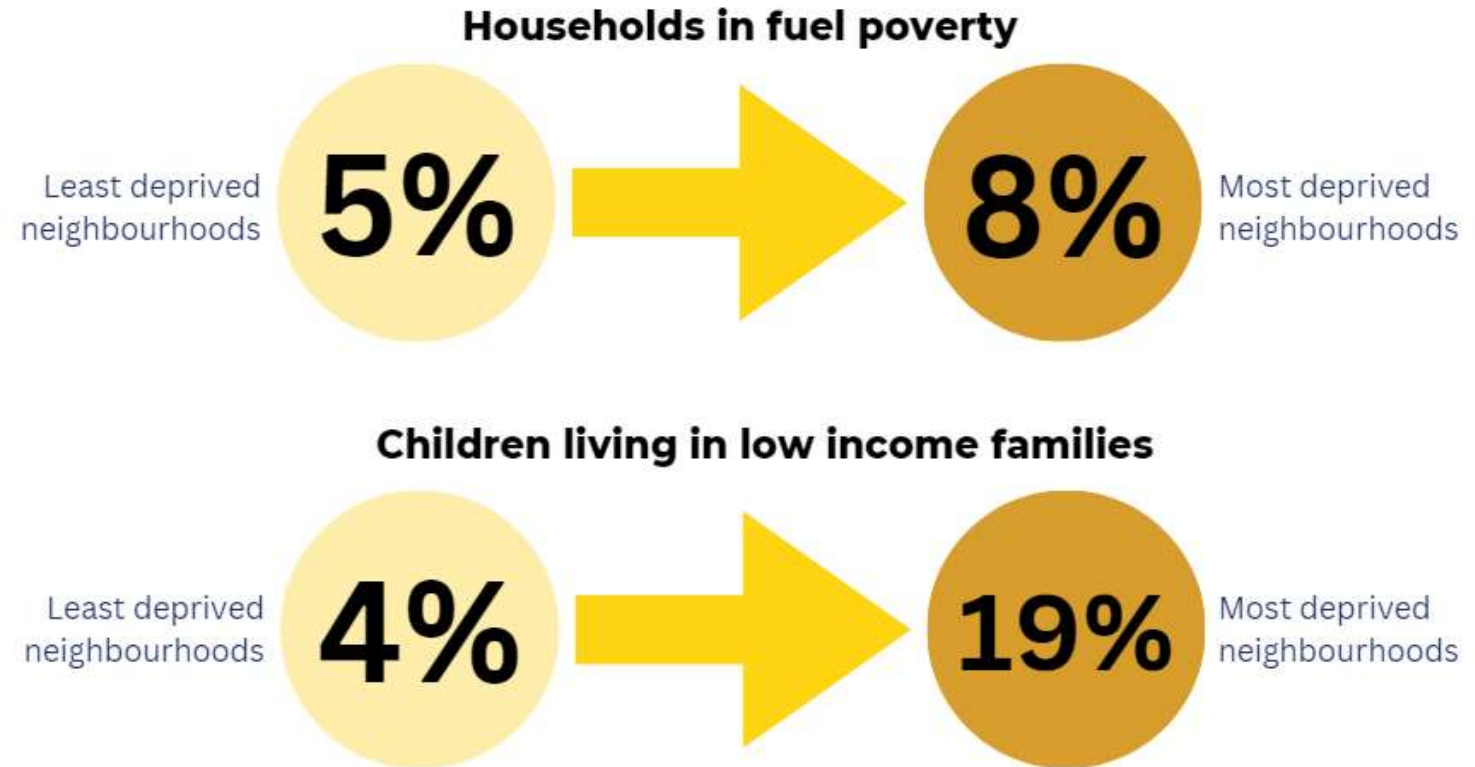 Households in fuel poverty
Least deprived
neighbourhoods
5%
8%
Most deprived
neighbourhoods
Children living in low income families
Least deprived
neighbourhoods
4%
19%
Most deprived
neighbourhoods